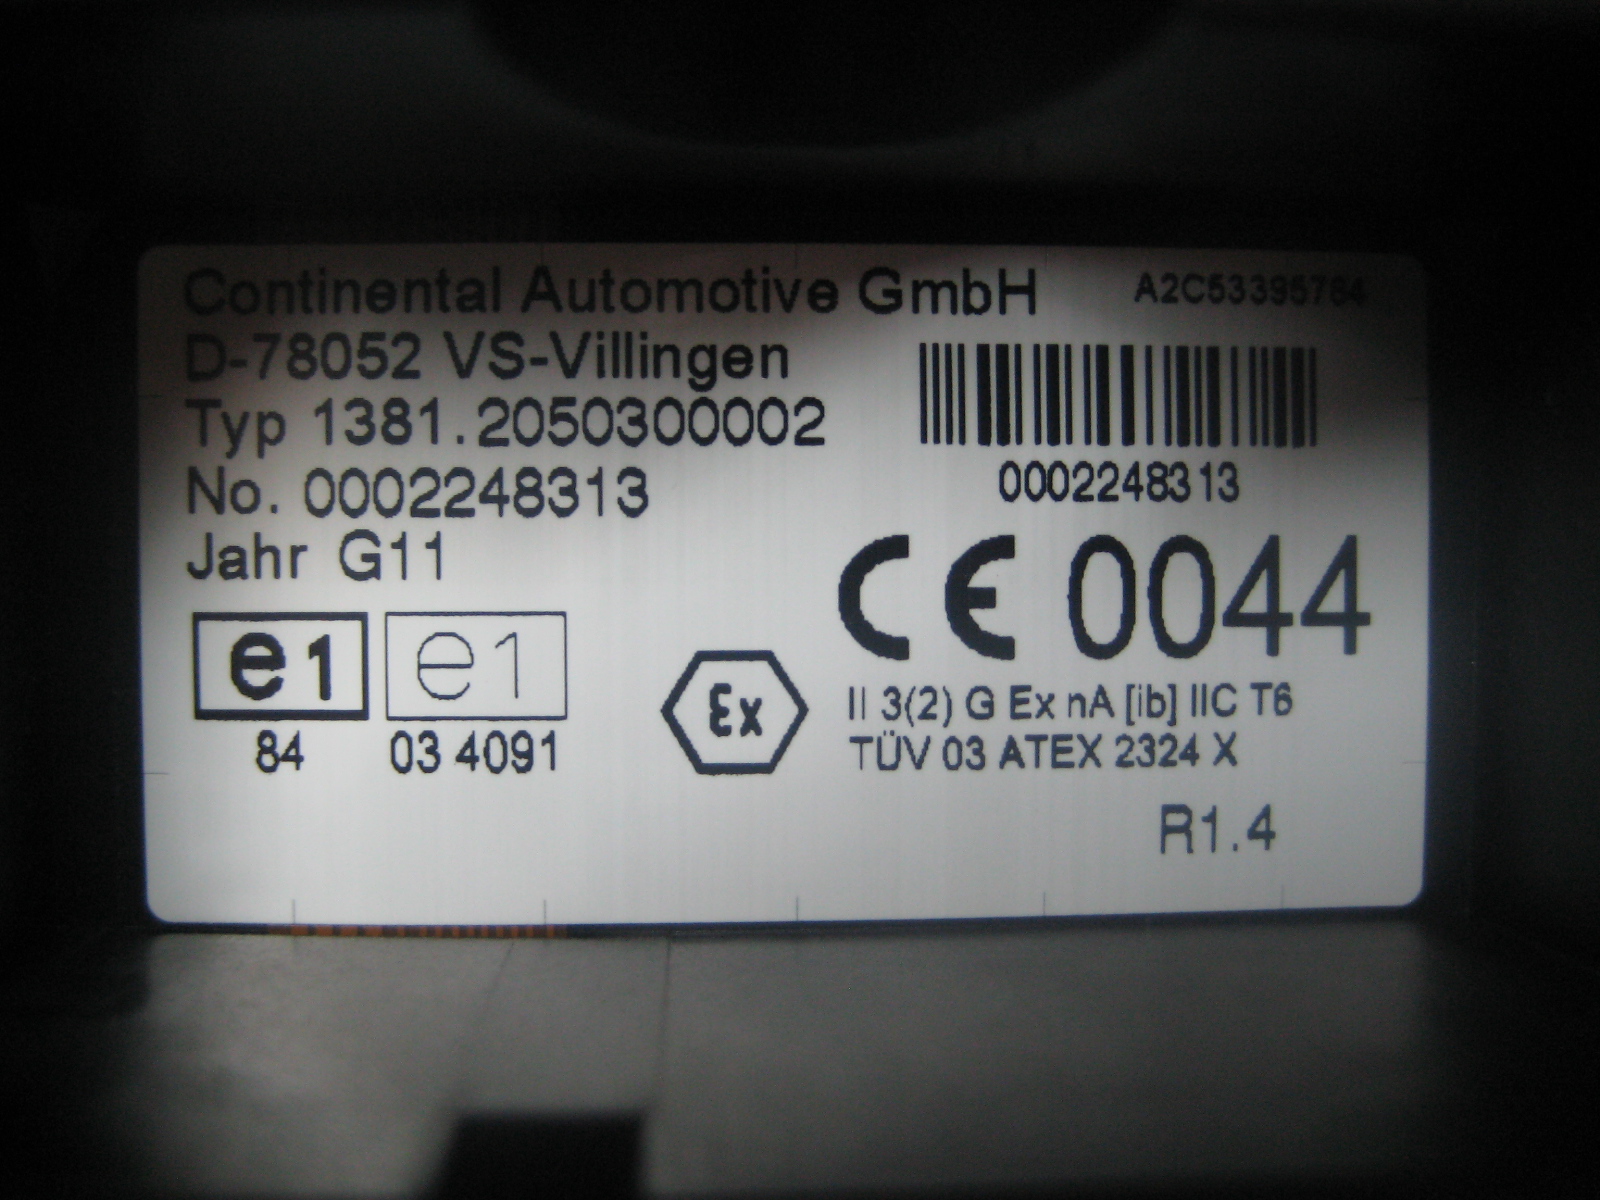 Continental Automotive GmbH
A2C53395784
D-78052 VS-Villingen
Typ 1381.2050300002
No. 0002248313
0002248313
Jahr G11
CE 0044
e1 e1
84 03 4091
Ex
II 3(2) G Ex nA [ib] IIC T6
TÜV 03 ATEX 2324 X
R1.4